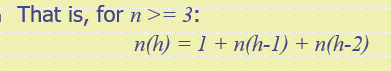 That is, for n >= 3:
n(h) = 1 + n(h-1) + n(h-2)